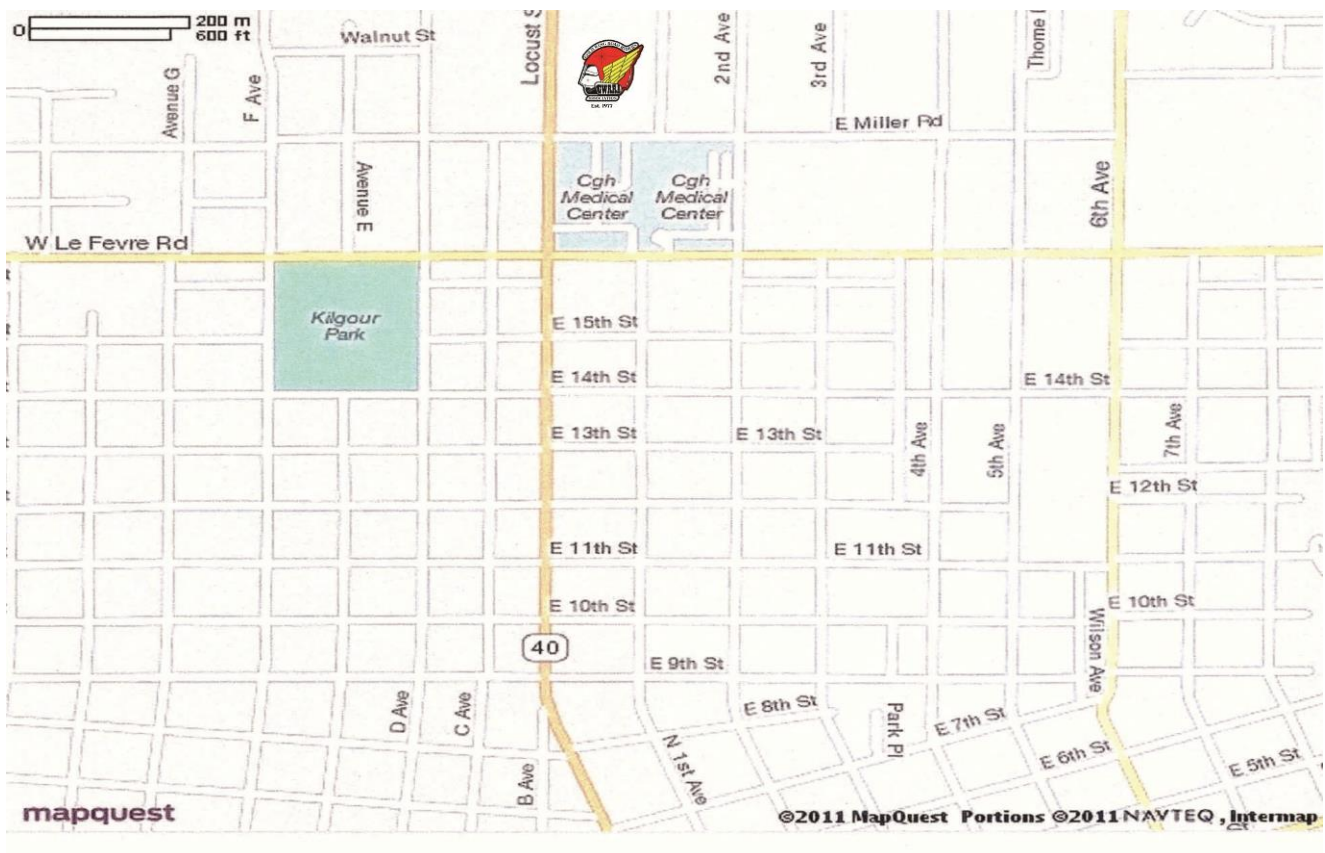 0
200 m
600 ft
Walnut St
Locust S
2nd Ave
3rd Ave
Thome
Avenue G
F Ave
Est. 1977
E Miller Rd
Avenue E
Cgh
Medical
Center
Cgh
Medical
Center
6th Ave
W Le Fevre Rd
Kilgour
Park
E 15th St
E 14th St
E 14th St
E 13th St
E 13th St
4th Ave
5th Ave
7th Ave
E 12th St
E 11th St
E 11th St
E 10th St
E 10th St
Wilson Ave
40
E 9th St
D Ave
C Ave
E 8th St
Park Pl
E 7th St
N 1st Ave
E 6th St
E 5th St
B Ave
mapquest
©2011 MapQuest Portions ©2011 NAVTEQ , Intermap